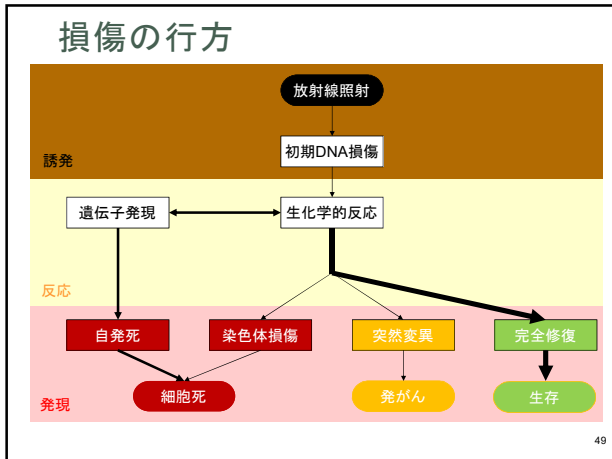 損傷の行方
放射線照射
初期DNA損傷
誘発
遺伝子発現
生化学的反応
反応
自発死
染色体損傷
突然変異
完全修復
細胞死
発がん
生存
発現
49